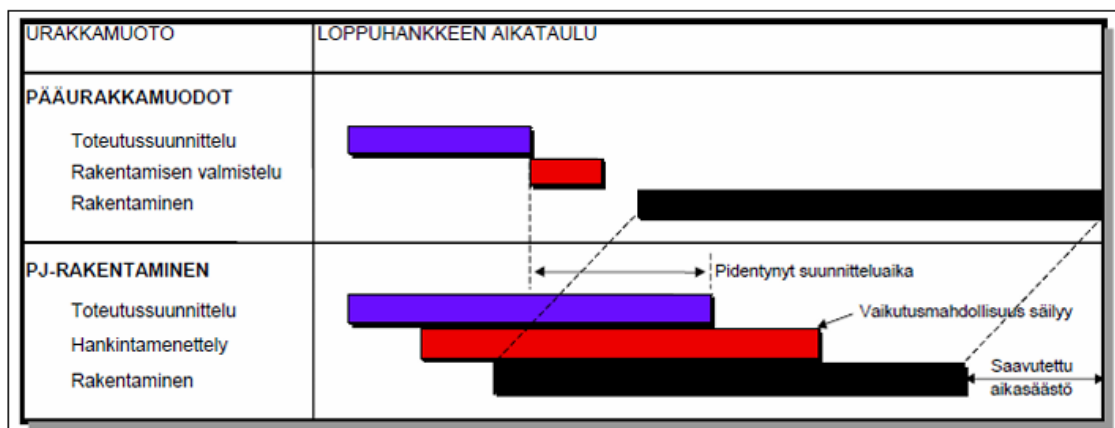 URAKKAMUOTO
LOPPUHANKKEEN AIKATAULU
PÄÄURAKKAMUODOT
Toteutussuunnittelu
Rakentamisen valmistelu
Rakentaminen
PJ-RAKENTAMINEN
Pidentynyt suunnitteluaika
Toteutussuunnittelu
Vaikutusmahdollisuus säilyy
Hankintamenettely
Rakentaminen
Saavutettu
aikasäästö